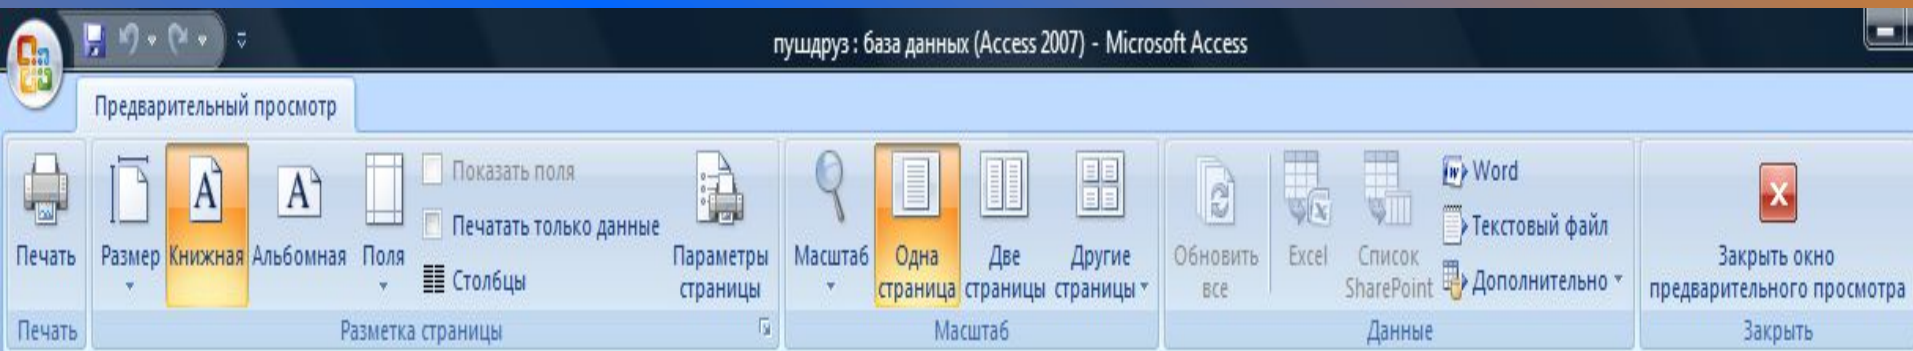 пушдруз : база данных (Access 2007) - Microsoft Access
Предварительный просмотр
Печать
Размер
Книжная
Альбомная
Поля
Показать поля
Печатать только данные
Столбцы
Параметры
страницы
Масштаб
Одна
страница
Две
страницы
Другие
страницы
Обновить
все
Excel
Список
SharePoint
Word
Текстовый файл
Дополнительно
Закрыть окно
предварительного просмотра
Печать
Разметка страницы
Масштаб
Данные
Закрыть